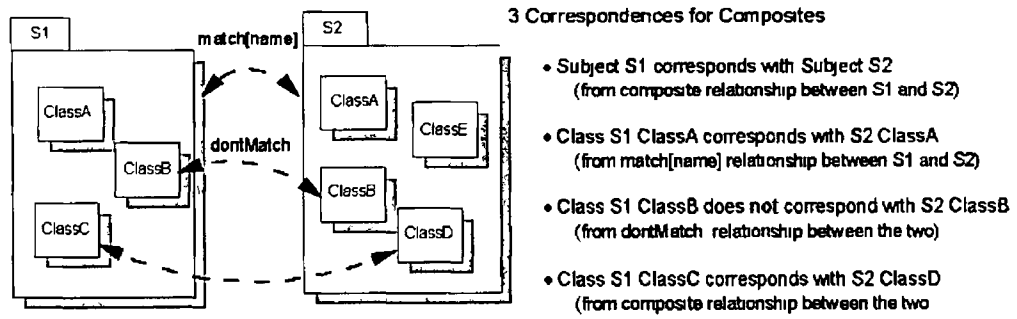 S1
match[name]
S2
3 Correspondences for Composites
ClassA
ClassB
ClassC
dontMatch
ClassA
ClassE
ClassB
ClassD
• Subject S1 corresponds with Subject S2
(from composite relationship between S1 and S2)
• Class S1 ClassA corresponds with S2 ClassA
(from match[name] relationship between S1 and S2)
• Class S1 ClassB does not correspond with S2 ClassB
(from dontMatch relationship between the two)
• Class S1 ClassC corresponds with S2 ClassD
(from composite relationship between the two